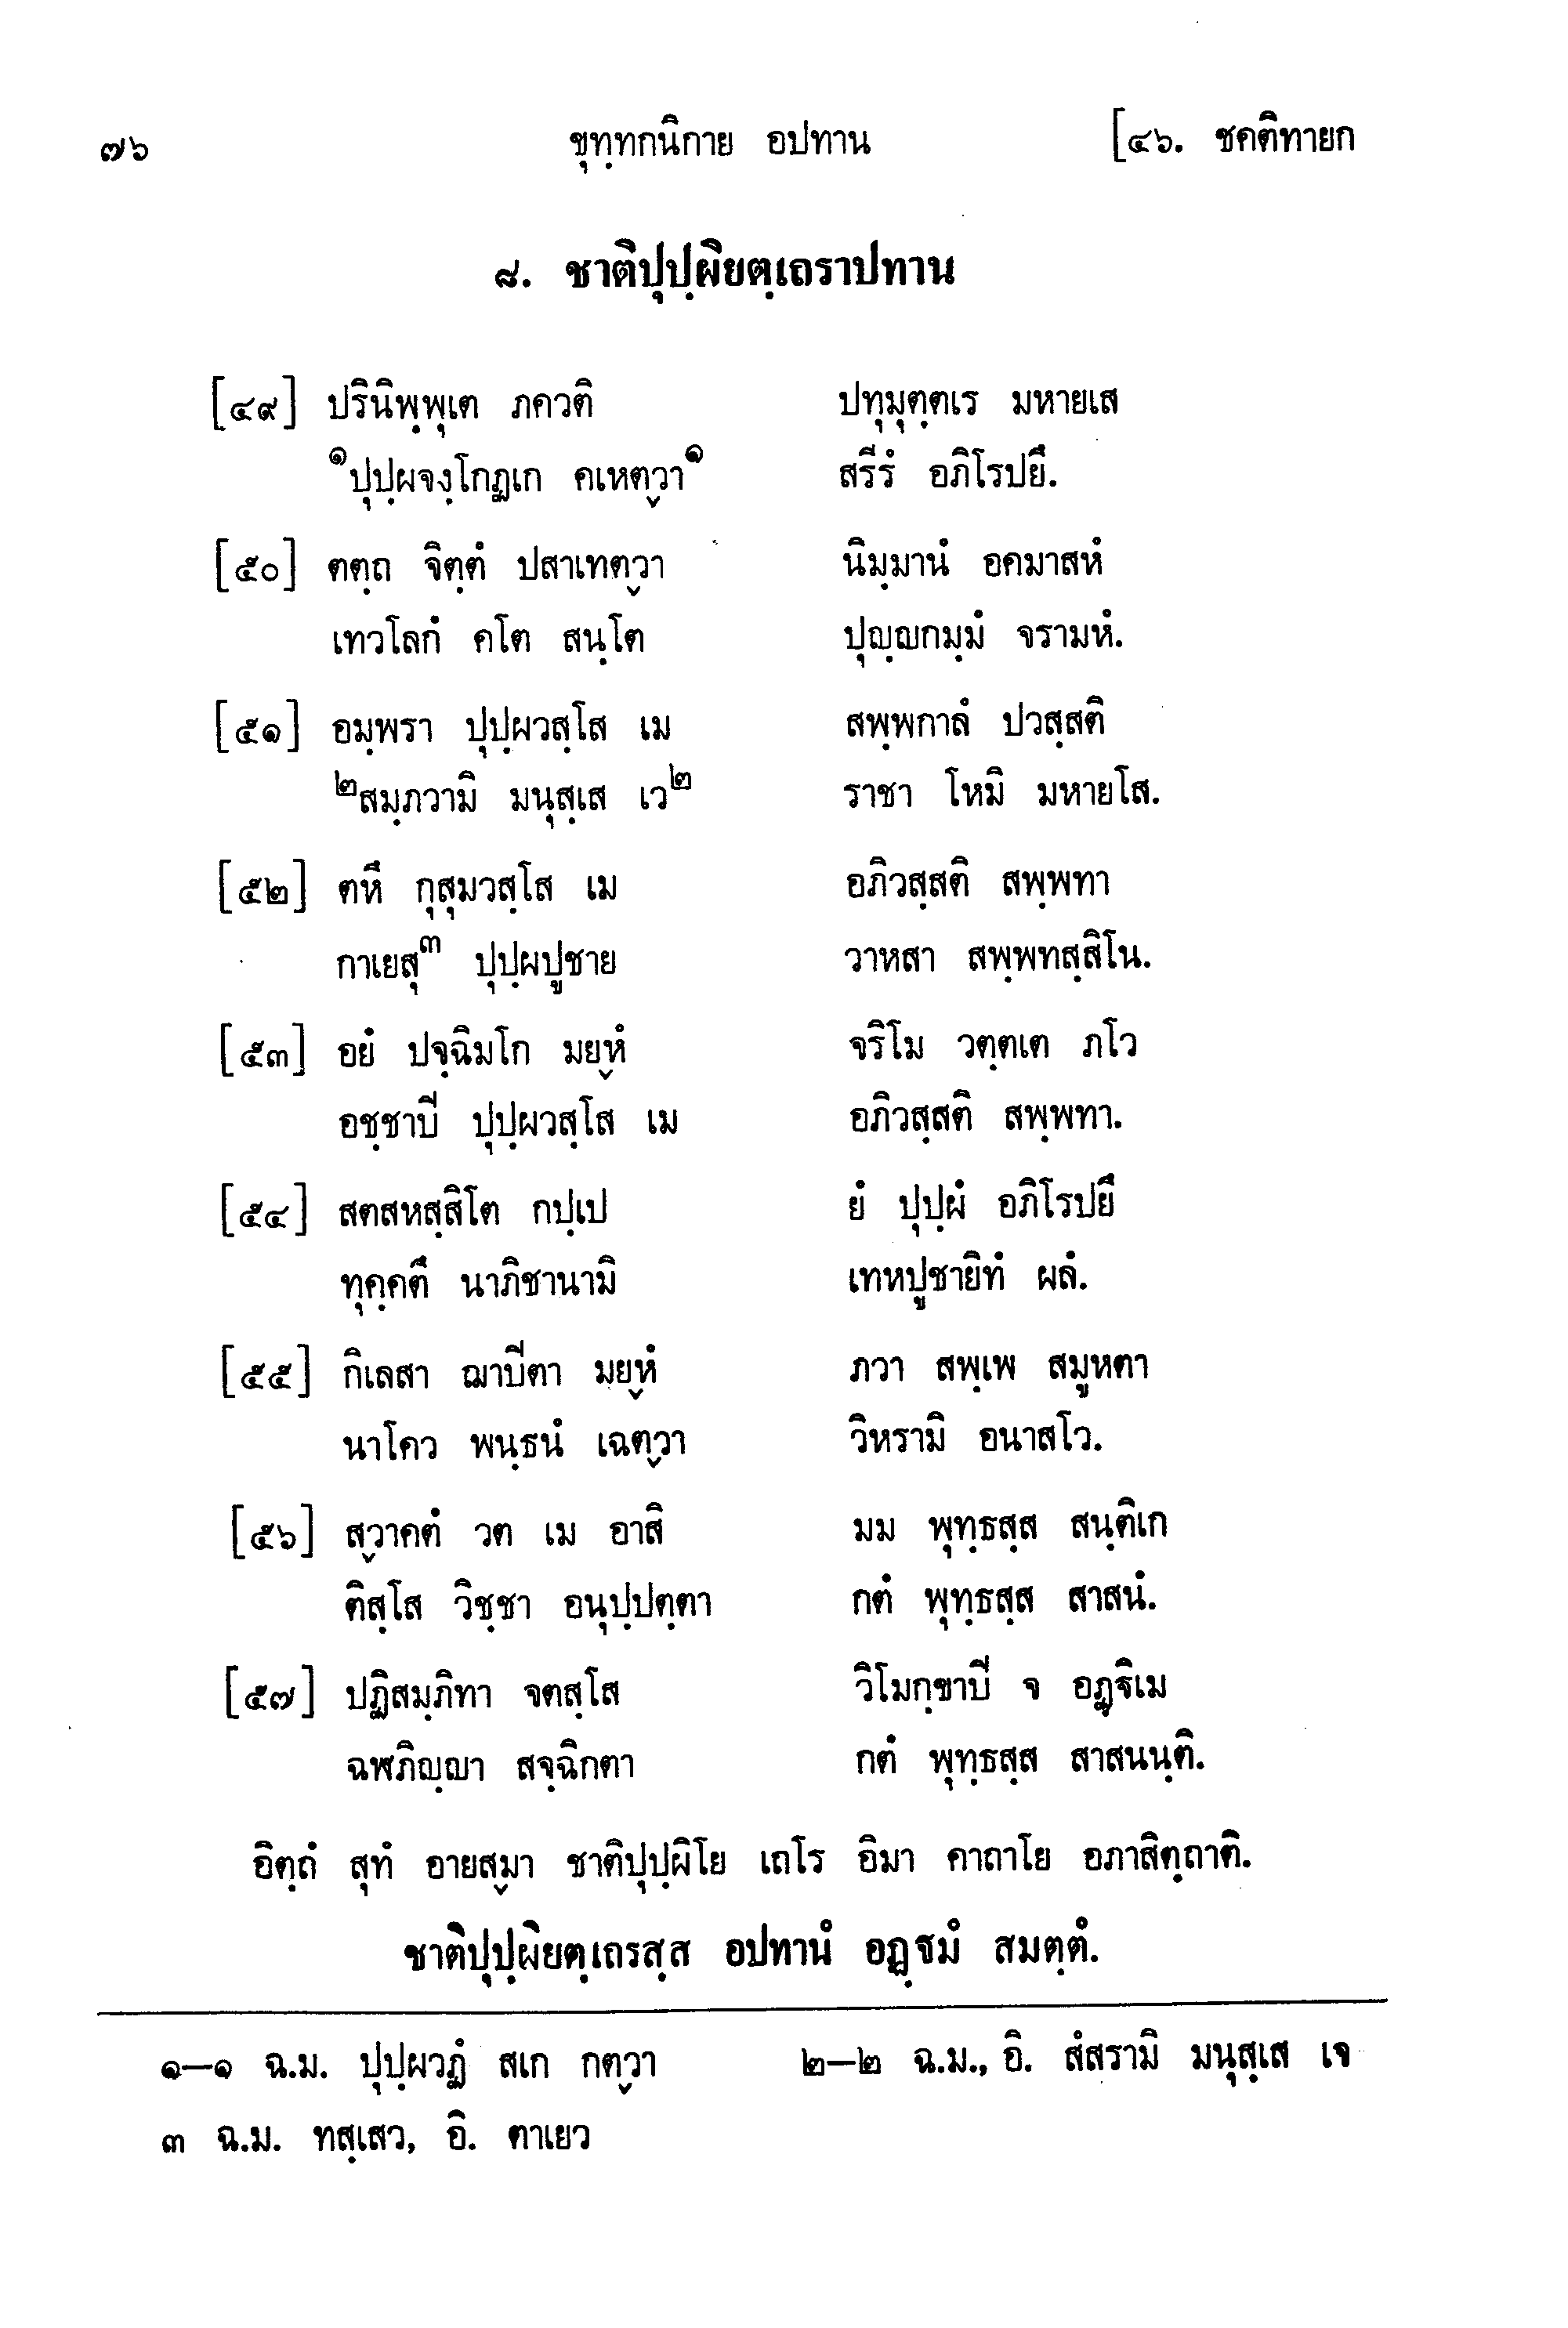 ๗๖ ขุทฺทกนิกาย อปทาน [๔๖. ชคติทายก
๘. ชาติปุปฺผิยตฺเถราปทาน
[๔๙] ปรินิพฺพุเต ภควติ ปทุมุตฺตเร มหายเส
๑ปุปฺผจงฺโกฏเก คเหตฺวา๑ สรีรํ อภิโรปยึ.
[๕๐] ตตฺถ จิตฺตํ ปสาเทตฺวา นิมฺมานํ อคมาสหํ
เทวโลกํ คโต สนฺโต ปุญฺญกมฺมํ จรามหํ.
[๕๑] อมฺพรา ปุปฺผวสฺโส เม สพฺพกาลํ ปวสฺสติ
๒สมฺภวามิ มนุสฺเส เว๒ ราชา โหมิ มหายโส.
[๕๒] ตหึ กุสุมวสฺโส เม อภิวสฺสติ สพฺพทา
กาเยสุ๓ ปุปฺผปูชาย วาหสา สพฺพทสฺสิโน.
[๕๓] อยํ ปจฺฉิมโก มยฺหํ จริโม วตฺตเต ภโว
อชฺชาปี ปุปฺผวสฺโส เม อภิวสฺสติ สพฺพทา.
[๕๔] สตสหสฺสิโต กปฺเป ยํ ปุปฺผํ อภิโรปยึ
ทุคฺคตึ นาภิชานามิ เทหปูชายิทํ ผลํ.
[๕๕] กิเลสา ฌาปีตา มยฺหํ ภวา สพฺเพ สมูหตา
นาโคว พนฺธนํ เฉตฺวา วิหรามิ อนาสโว.
[๕๖] สฺวาคตํ วต เม อาสิ มม พุทฺธสฺส สนฺติเก
ติสฺโส วิชฺชา อนุปฺปตฺตา กตํ พุทฺธสฺส สาสนํ.
[๕๗] ปฏิสมฺภิทา จตสฺโส วิโมกฺขาปี จ อฏฺฐิเม
ฉฬภิญฺญา สจฺฉิกตา กตํ พุทฺธสฺส สาสนนฺติ.
อิตฺถํ สุทํ อายสฺมา ชาติปุปฺผิโย เถโร อิมา คาถาโย อภาสิตฺถาติ.
ชาติปุปฺผิยตฺเถรสฺส อปทานํ อฏฺฐมํ สมตฺตํ.
๑–๑ ฉ.ม. ปุปฺผวฏํ สเก กตฺวา ๒–๒ ฉ.ม., อิ. สํสรามิ มนุสฺเส เจ
๓ ฉ.ม. ทสฺเสว, อิ. ตาเยว